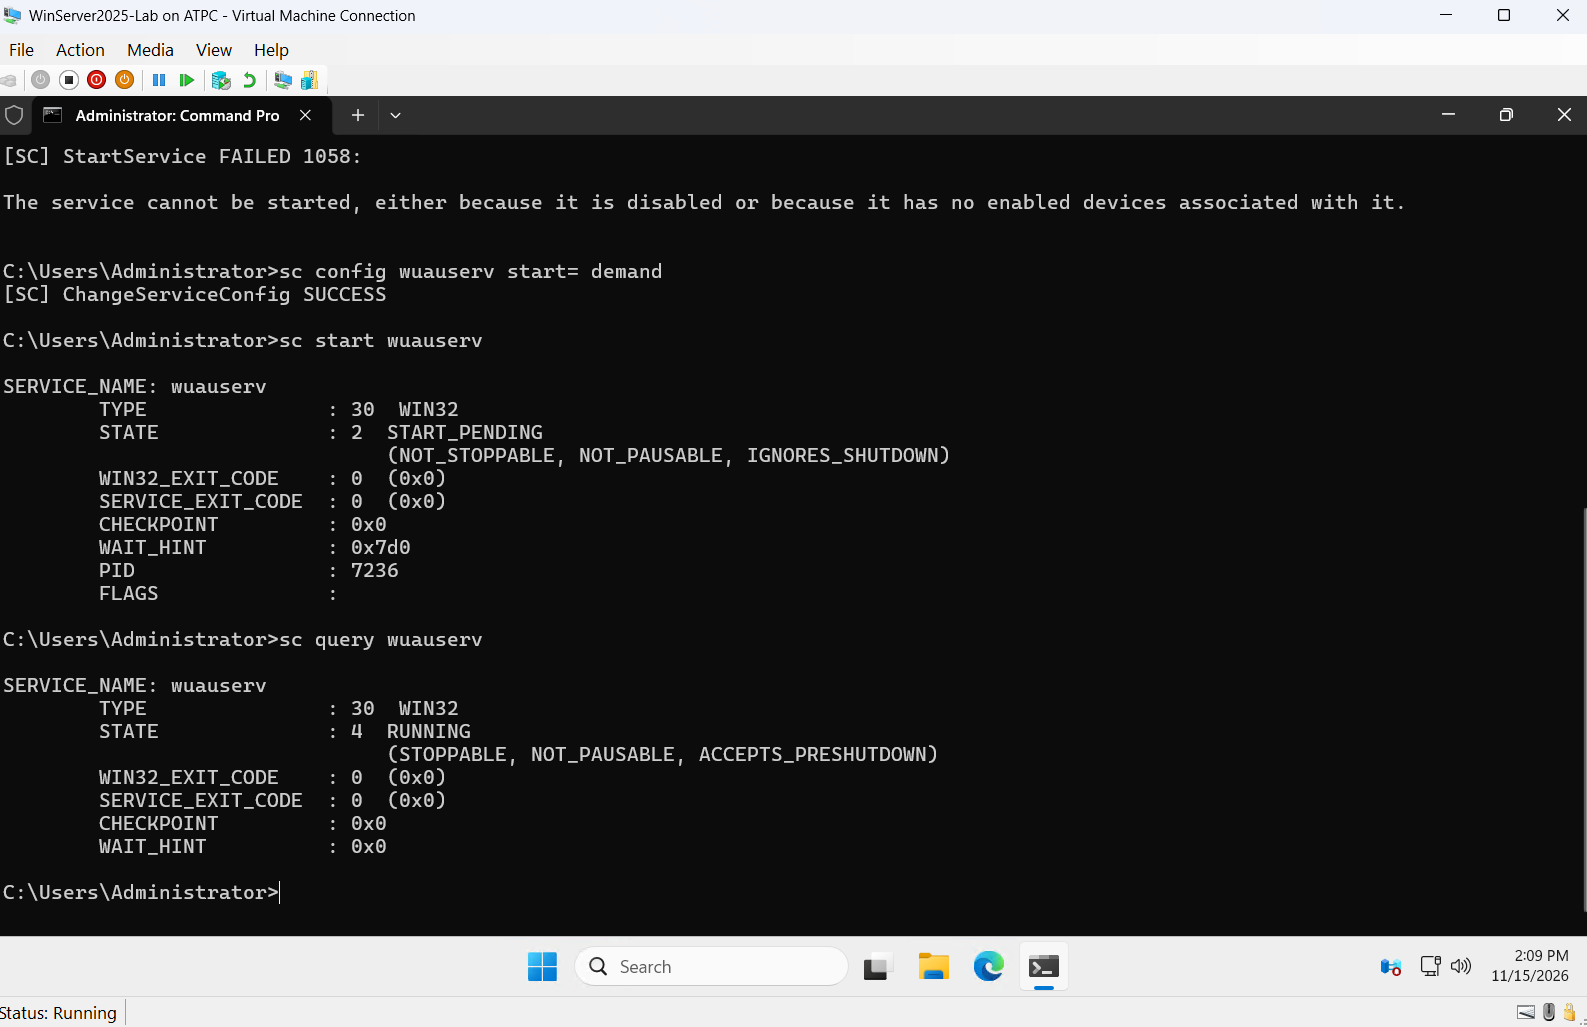 WinServer2025-Lab on ATPC - Virtual Machine Connection
File Action Media View Help
Administrator: Command Pro
[SC] StartService FAILED 1058:
The service cannot be started, either because it is disabled or because it has no enabled devices associated with it.
C:\Users\Administrator>sc config wuauserv start= demand
[SC] ChangeServiceConfig SUCCESS
C:\Users\Administrator>sc start wuauserv
SERVICE_NAME: wuauserv
TYPE : 30 WIN32
STATE : 2 START_PENDING
(NOT_STOPPABLE, NOT_PAUSABLE, IGNORES_SHUTDOWN)
WIN32_EXIT_CODE : 0 (0x0)
SERVICE_EXIT_CODE : 0 (0x0)
CHECKPOINT : 0x0
WAIT_HINT : 0x7d0
PID : 7236
FLAGS :
C:\Users\Administrator>sc query wuauserv
SERVICE_NAME: wuauserv
TYPE : 30 WIN32
STATE : 4 RUNNING
(STOPPABLE, NOT_PAUSABLE, ACCEPTS_PRESHUTDOWN)
WIN32_EXIT_CODE : 0 (0x0)
SERVICE_EXIT_CODE : 0 (0x0)
CHECKPOINT : 0x0
WAIT_HINT : 0x0
C:\Users\Administrator>
Search
2:09 PM
11/15/2026
Status: Running